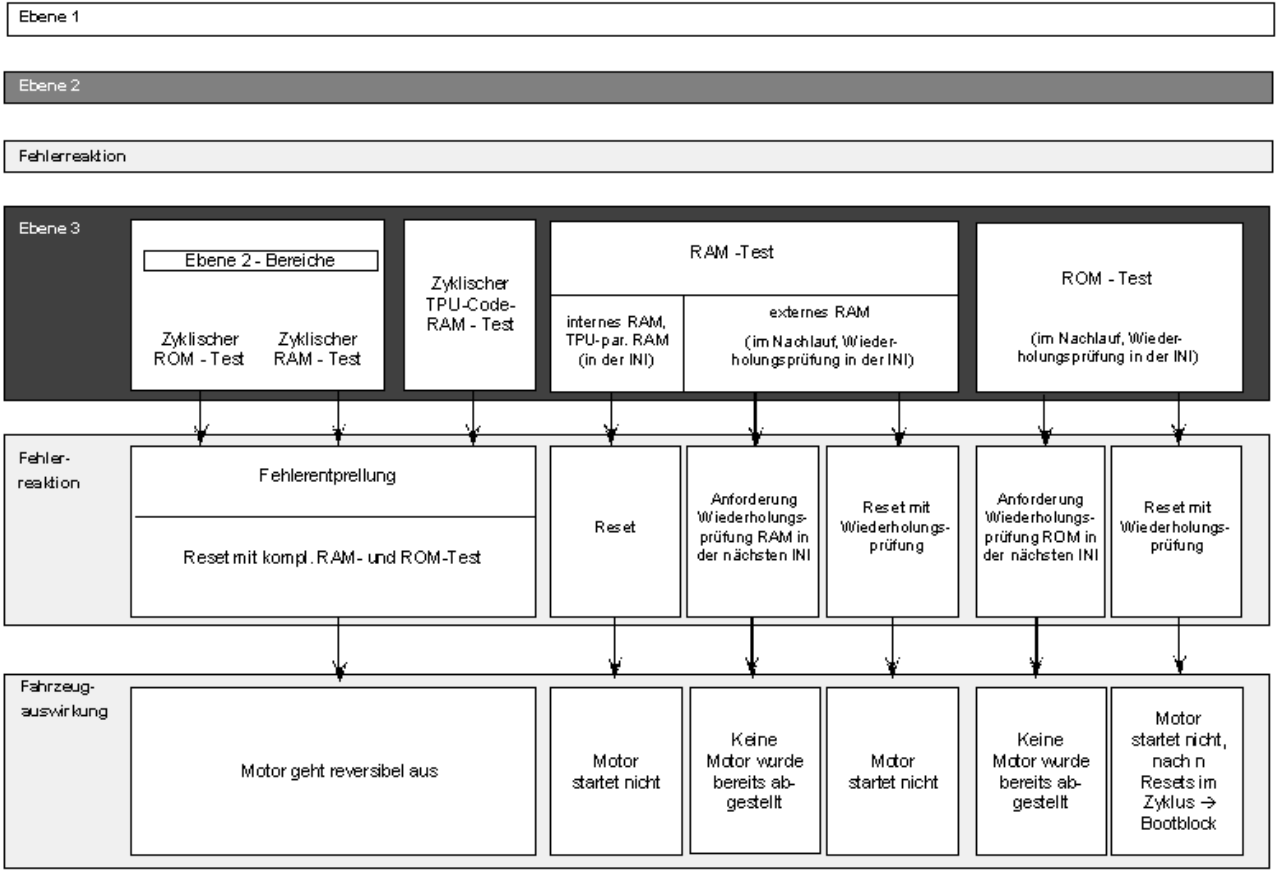 Ebene 1
Ebene 2
Fehlerreaktion
Ebene 3
Ebene 2 - Bereiche
Zyklischer
ROM - Test
Zyklischer
RAM - Test
Zyklischer
TPU-Code-
RAM - Test
RAM -Test
internes RAM,
TPU-par. RAM
(in der INI)
externes RAM
(im Nachlauf, Wieder-
holungsprüfung in der INI)
ROM - Test
(im Nachlauf, Wieder-
holungsprüfung in der INI)
Fehler-
reaktion
Fehlerentprellung
Reset mit kompl. RAM- und ROM-Test
Reset
Anforderung
Wiederholungs-
prüfung RAM in
der nächsten INI
Reset mit
Wiederholungs-
prüfung
Anforderung
Wiederholungs-
prüfung ROM in
der nächsten INI
Reset mit
Wiederholungs-
prüfung
Fahrzeug-
auswirkung
Motor geht reversibel aus
Motor
startet nicht
Keine
Motor wurde
bereits ab-
gestellt
Motor
startet nicht
Keine
Motor wurde
bereits ab-
gestellt
Motor
startet nicht,
nach n
Resets im
Zyklus →
Bootblock